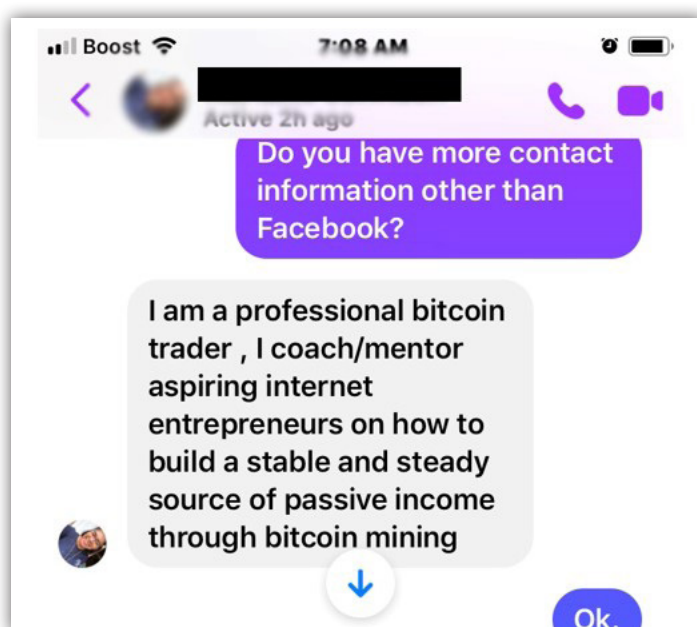 Boost 7:08 AM
Active 2h ago
Do you have more contact
information other than
Facebook?
I am a professional bitcoin
trader , I coach/mentor
aspiring internet
entrepreneurs on how to
build a stable and steady
source of passive income
through bitcoin mining
Ok.